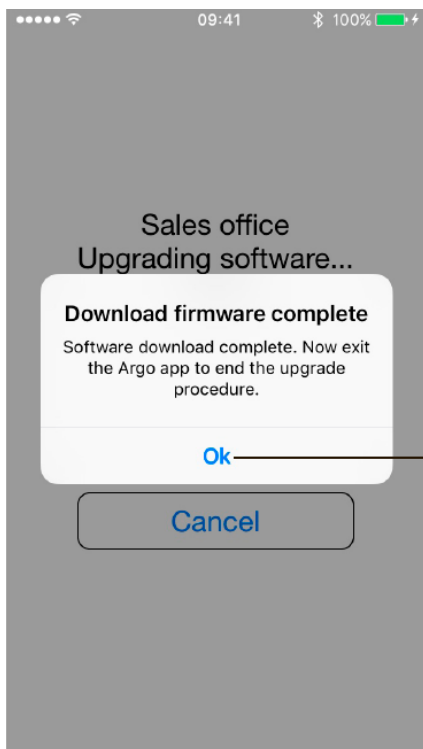 09:41 100%
Sales office
Upgrading software...
Download firmware complete
Software download complete. Now exit
the Argo app to end the upgrade
procedure.
Ok
Cancel